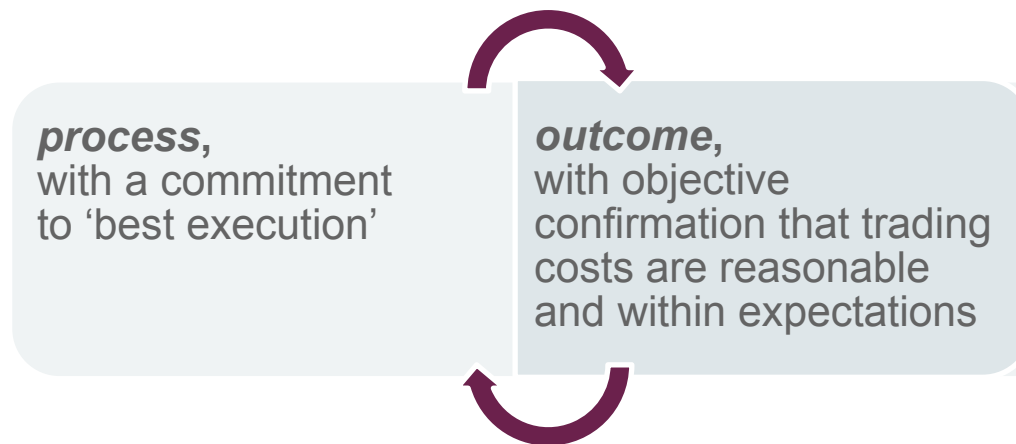 process,
with a commitment
to ‘best execution’
outcome,
with objective
confirmation that trading
costs are reasonable
and within expectations